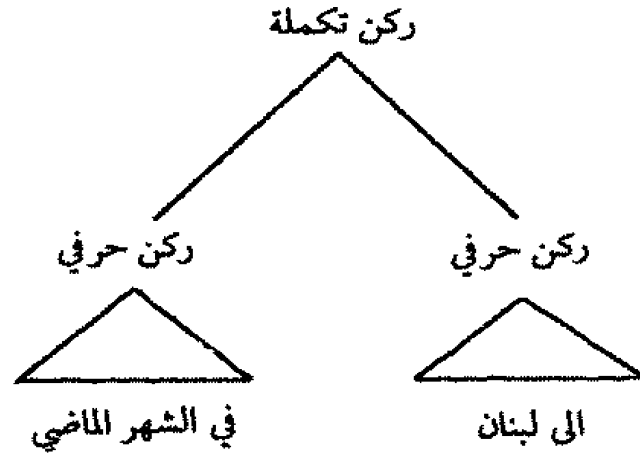 ركن تكملة
ركن حرفي ركن حرفي
الى لبنان في الشهر الماضي